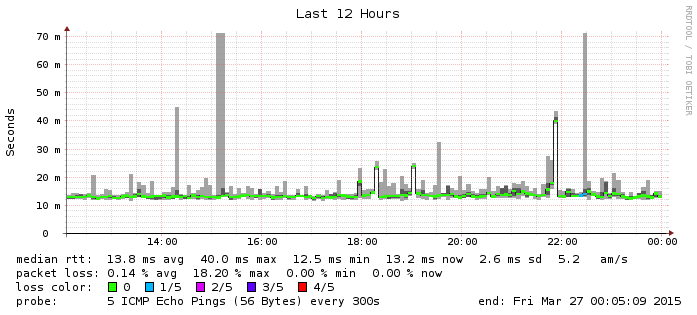 Last 12 Hours
RRDTOOL / TOBI OETIKER
Seconds
70 m
60 m
50 m
40 m
30 m
20 m
10 m
0
14:00 16:00 18:00 20:00 22:00 00:00
median rtt: 13.8 ms avg 40.0 ms max 12.5 ms min 13.2 ms now 2.6 ms sd 5.2 am/s
packet loss: 0.14 % avg 18.20 % max 0.00 % min 0.00 % now
loss color: 0 1/5 2/5 3/5 4/5
probe: 5 ICMP Echo Pings (56 Bytes) every 300s end: Fri Mar 27 00:05:09 2015